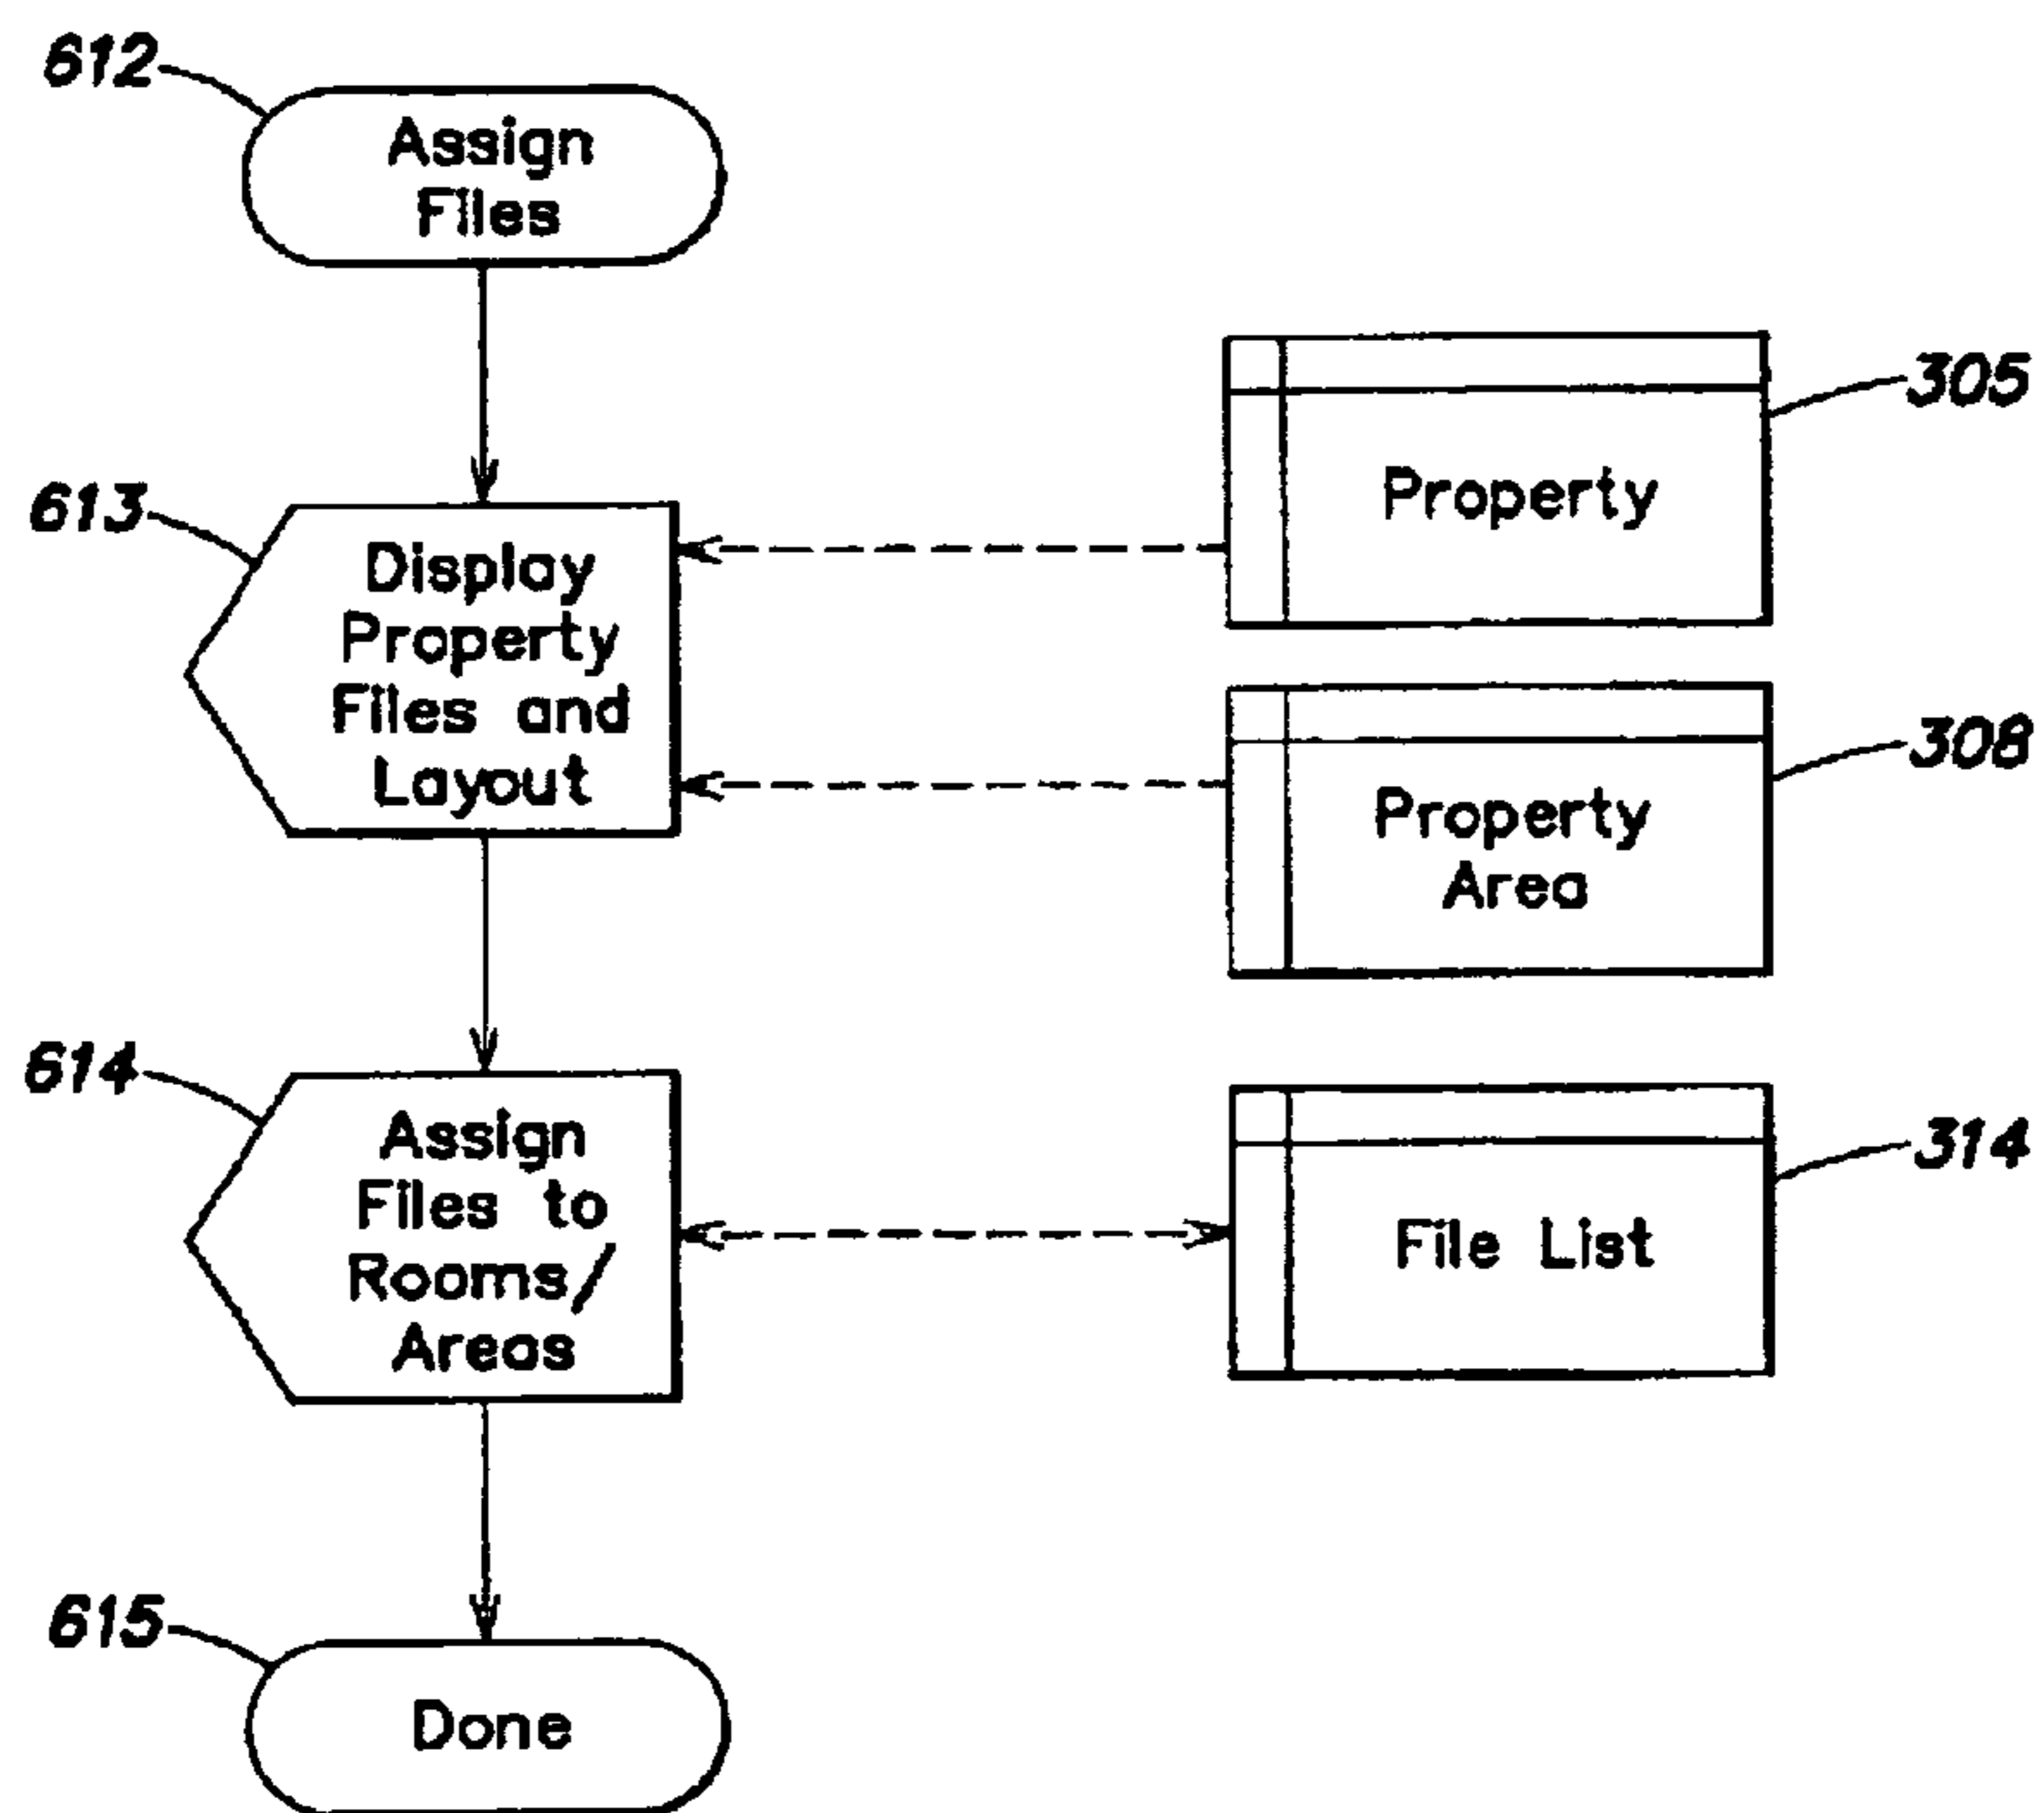 612
Assign
Files
305
Property
613
Display
Property
Files and
Layout
308
Property
Area
614
Assign
Files to
Rooms/
Areas
314
File List
615
Done